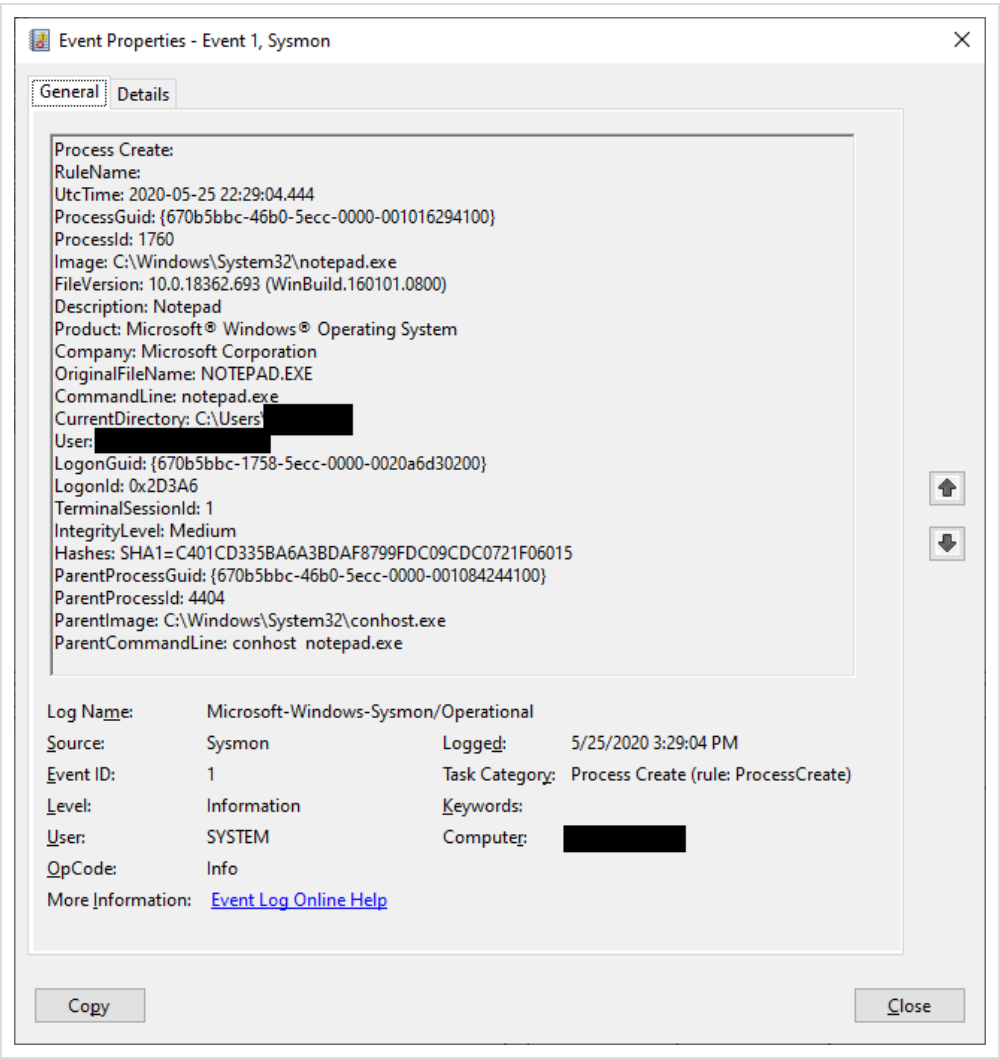 Event Properties - Event 1, Sysmon
General Details
Process Create:
RuleName:
UtcTime: 2020-05-25 22:29:04.444
ProcessGuid: {670b5bbc-46b0-5ecc-0000-001016294100}
ProcessId: 1760
Image: C:\Windows\System32\notepad.exe
FileVersion: 10.0.18362.693 (WinBuild.160101.0800)
Description: Notepad
Product: Microsoft® Windows® Operating System
Company: Microsoft Corporation
OriginalFileName: NOTEPAD.EXE
CommandLine: notepad.exe
CurrentDirectory: C:\Users\
User:
LogonGuid: {670b5bbc-1758-5ecc-0000-0020a6d30200}
LogonId: 0x2D3A6
TerminalSessionId: 1
IntegrityLevel: Medium
Hashes: SHA1=C401CD335BA6A3BDAF8799FDC09CDC0721F06015
ParentProcessGuid: {670b5bbc-46b0-5ecc-0000-001084244100}
ParentProcessId: 4404
ParentImage: C:\Windows\System32\conhost.exe
ParentCommandLine: conhost  notepad.exe
Log Name: Microsoft-Windows-Sysmon/Operational
Source: Sysmon Logged: 5/25/2020 3:29:04 PM
Event ID: 1 Task Category: Process Create (rule: ProcessCreate)
Level: Information Keywords:
User: SYSTEM Computer:
OpCode: Info
More Information: Event Log Online Help
Copy Close